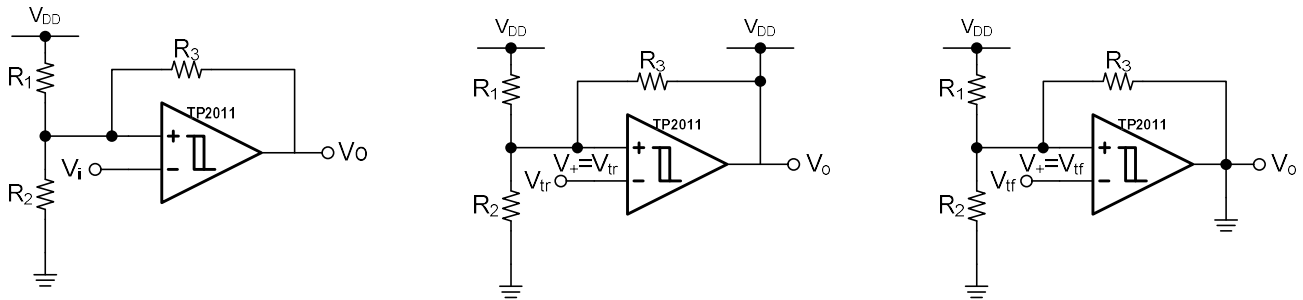 VDD
R3
R1
TP2011
+
Vi
-
Vo
R2
VDD
VDD
R3
R1
TP2011
+
V+=Vtr
Vtr
-
Vo
R2
VDD
R3
R1
TP2011
+
V+=Vtf
Vtf
-
Vo
R2